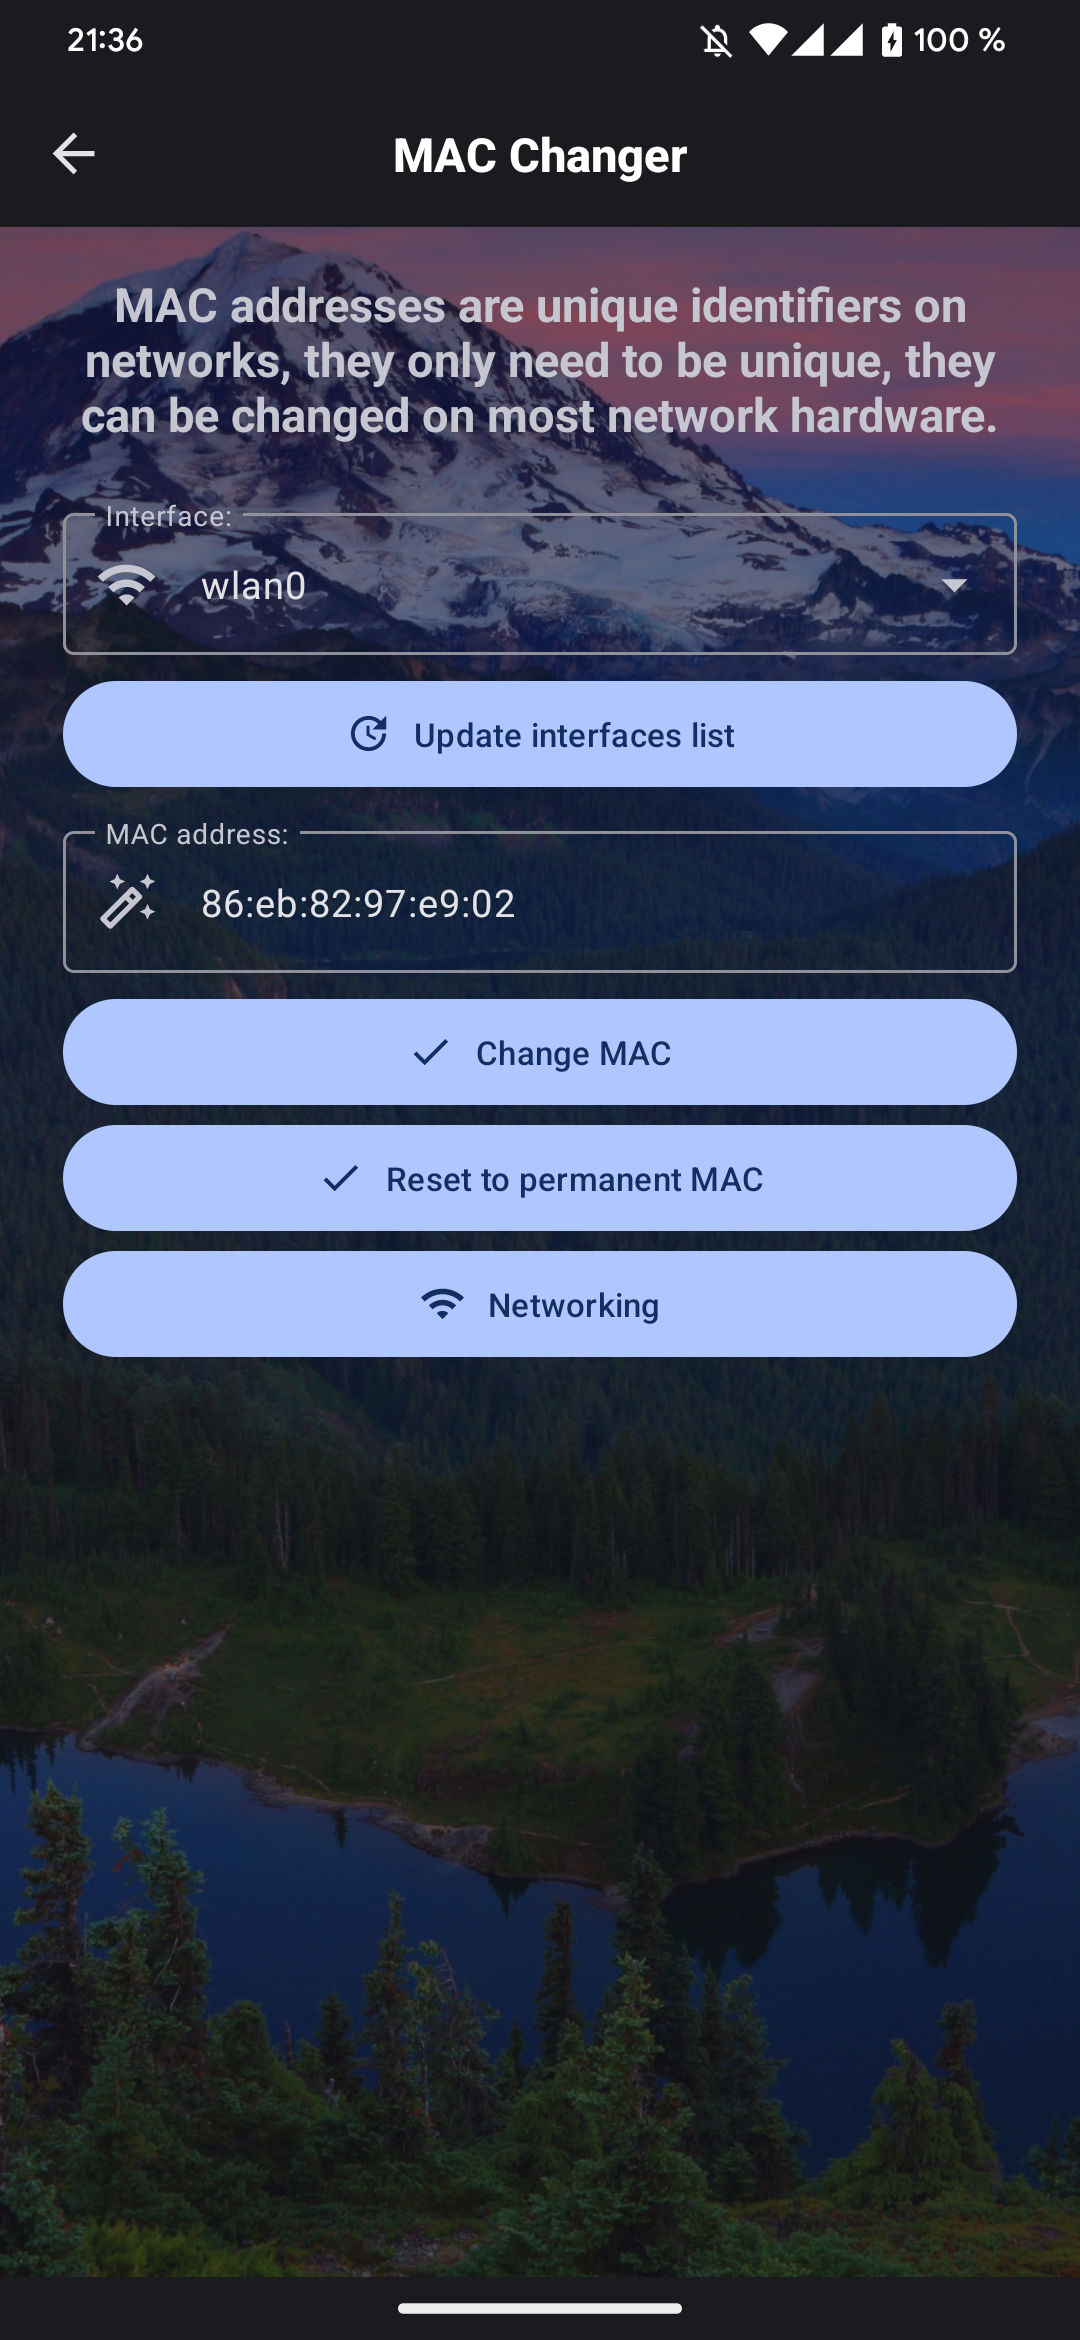 21:36
100 %
MAC Changer
MAC addresses are unique identifiers on
networks, they only need to be unique, they
can be changed on most network hardware.
Interface:
wlan0
Update interfaces list
MAC address:
86:eb:82:97:e9:02
Change MAC
Reset to permanent MAC
Networking